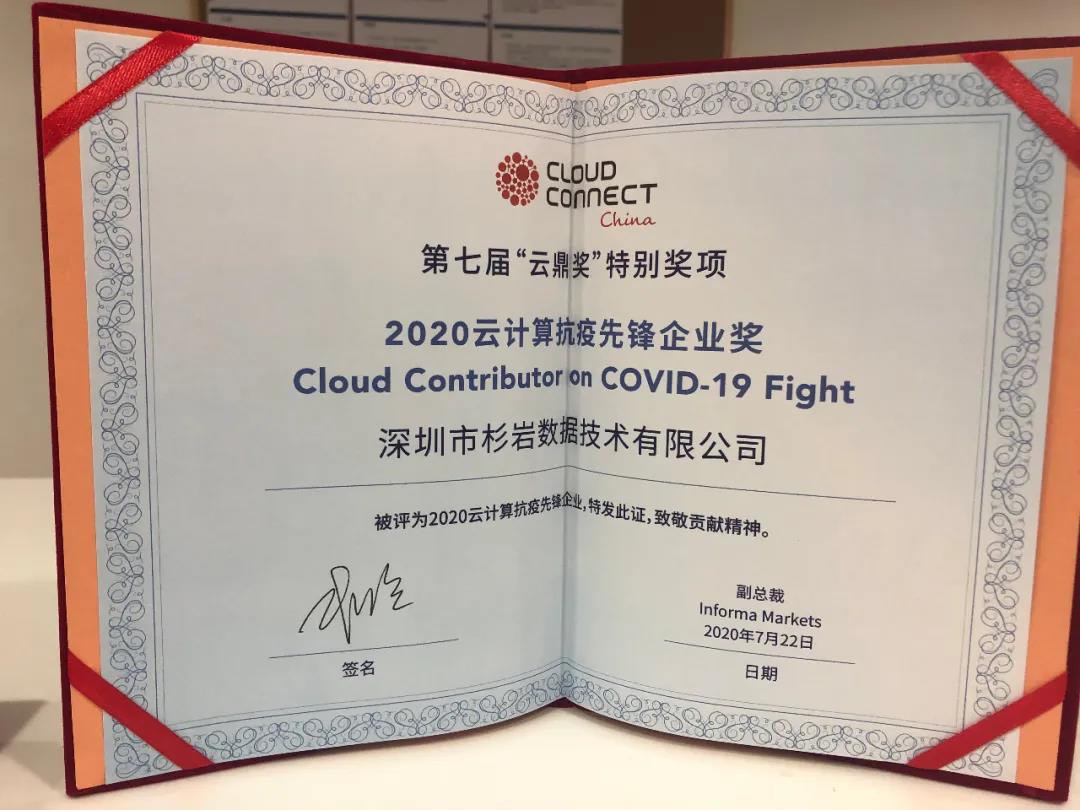 CLOUD
CONNECT
China
第七届“云鼎奖”特别奖项
2020云计算抗疫先锋企业奖
Cloud Contributor on COVID-19 Fight
深圳市杉岩数据技术有限公司
被评为2020云计算抗疫先锋企业,特发此证,致敬贡献精神。
签名
副总裁
Informa Markets
2020年7月22日
日期